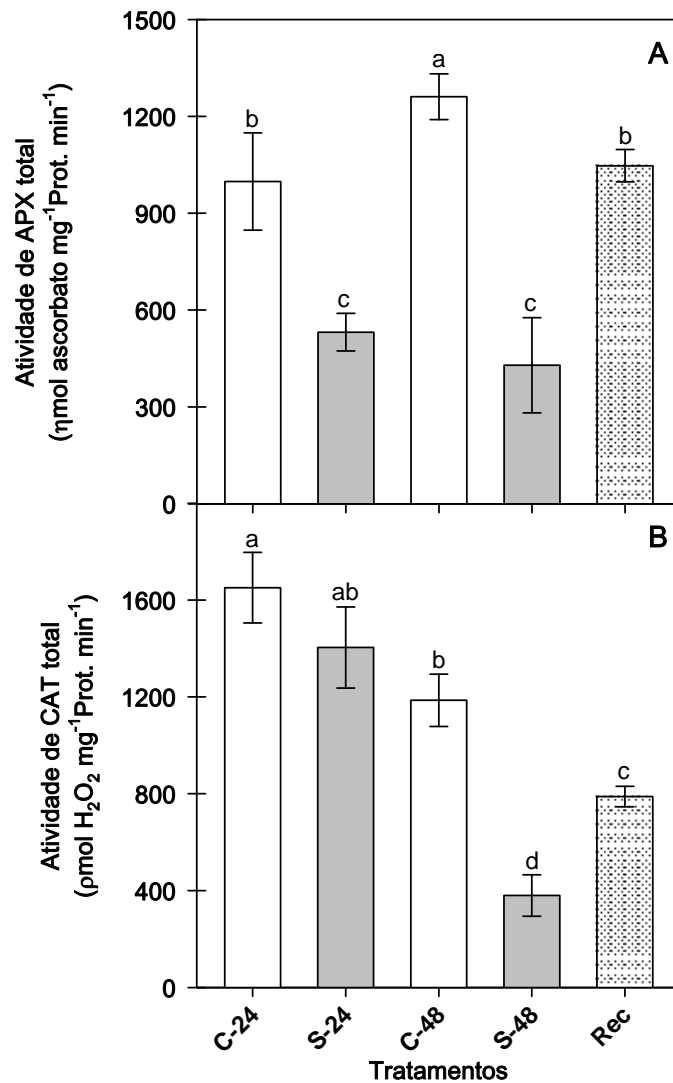 A
Atividade de APX total
(ηmol ascorbato mg⁻¹Prot. min⁻¹)
1500
1200
900
600
300
0
b
c
a
c
b
B
Atividade de CAT total
(ρmol H₂O₂ mg⁻¹Prot. min⁻¹)
1600
1200
800
400
0
a
ab
b
d
c
C-24
S-24
C-48
S-48
Rec
Tratamentos